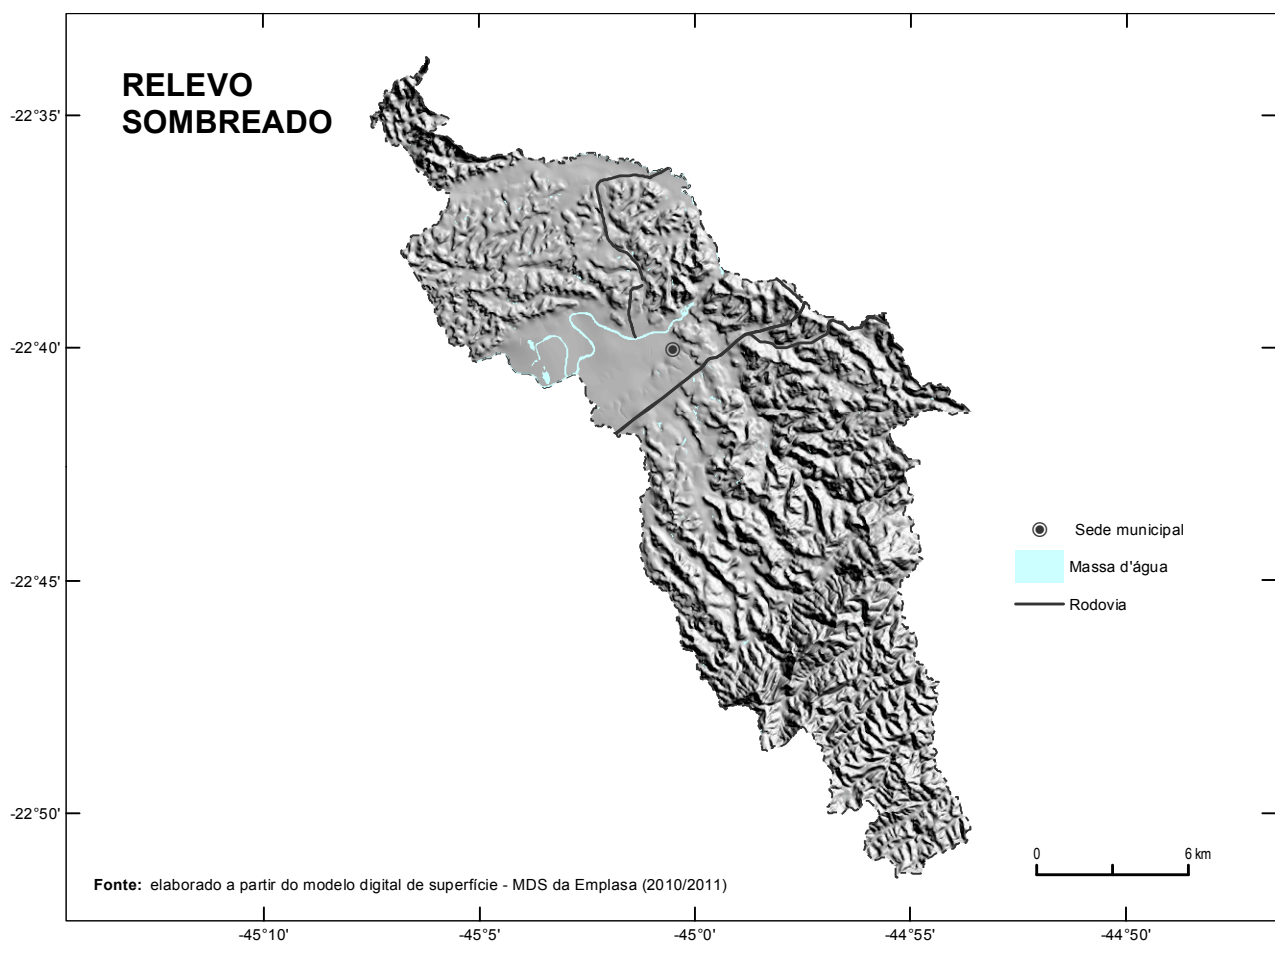 RELEVO
SOMBREADO
-22°35'
-22°40'
-22°45'
-22°50'
Sede municipal
Massa d'água
Rodovia
0 6 km
Fonte: elaborado a partir do modelo digital de superfície - MDS da Emplasa (2010/2011)
-45°10' -45°5' -45°0' -44°55' -44°50'